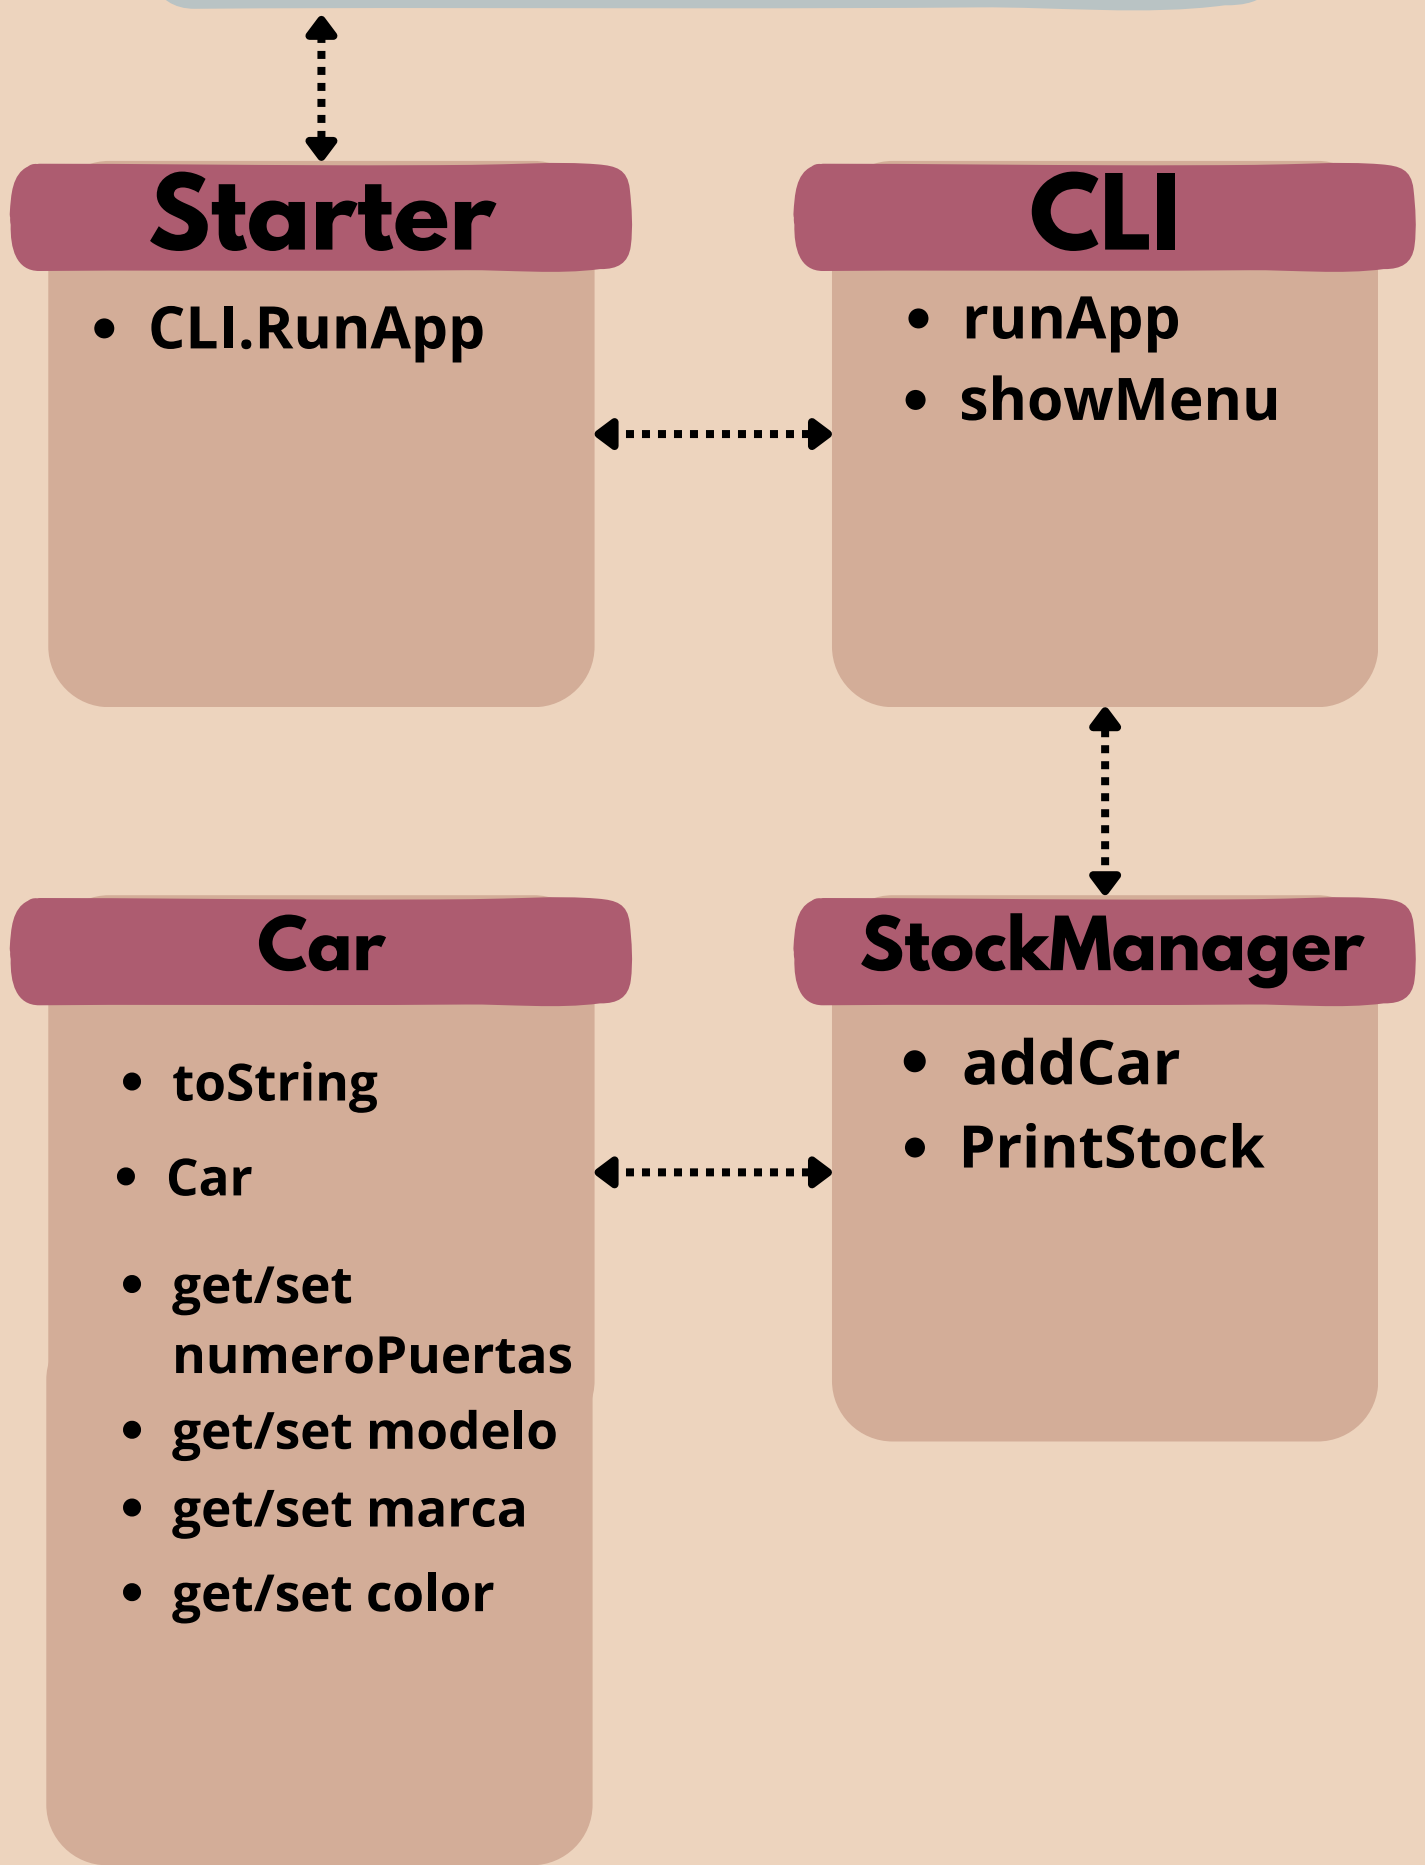 Starter
• CLI.RunApp
CLI
• runApp
• showMenu
Car
• toString
• Car
• get/set
numeroPuertas
• get/set modelo
• get/set marca
• get/set color
StockManager
• addCar
• PrintStock